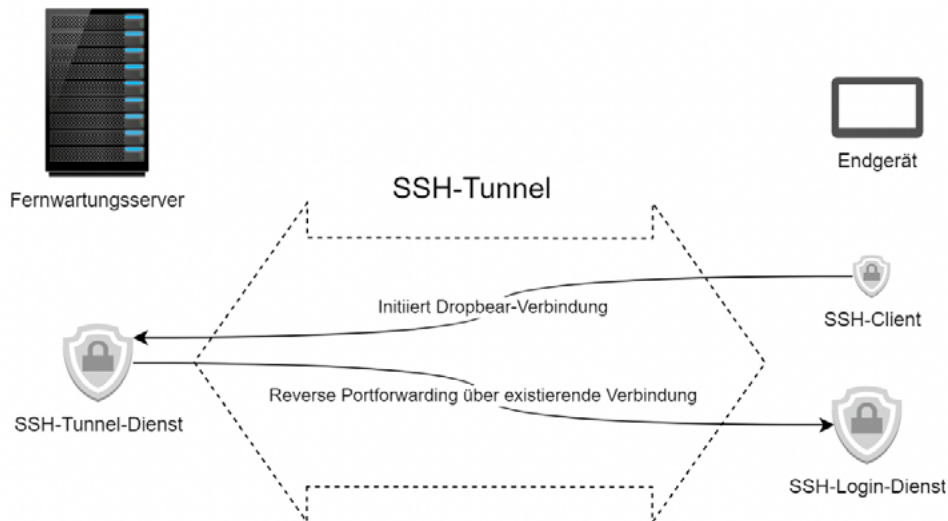 Fernwartungsserver
Endgerät
SSH-Tunnel
Initiiert Dropbear-Verbindung
SSH-Client
Reverse Portforwarding über existierende Verbindung
SSH-Tunnel-Dienst
SSH-Login-Dienst